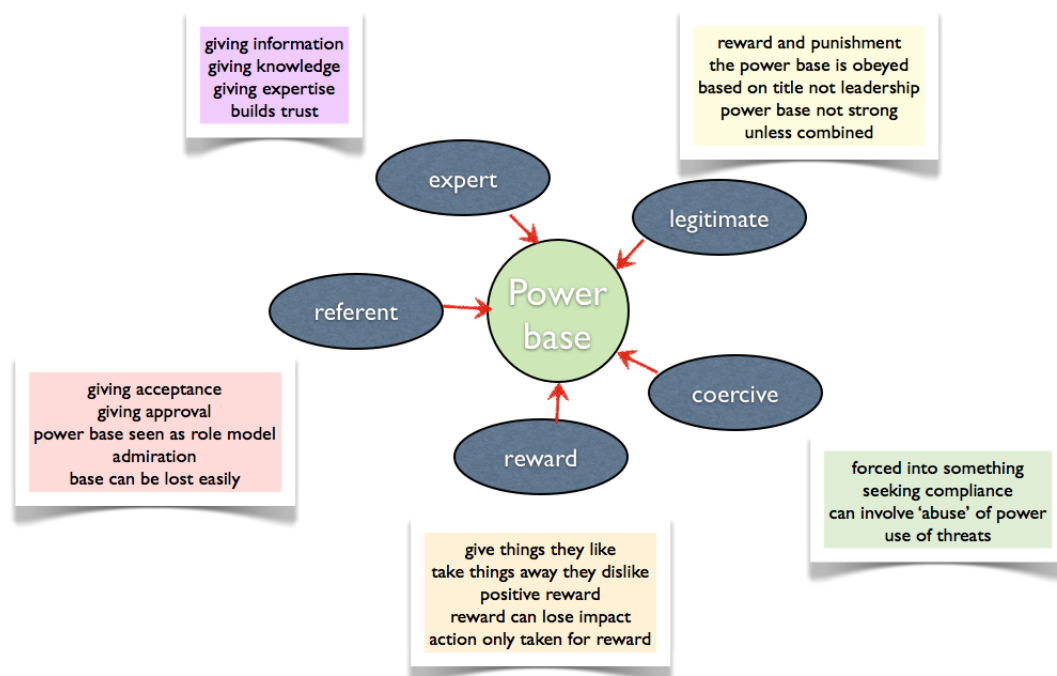 giving information
giving knowledge
giving expertise
builds trust
reward and punishment
the power base is obeyed
based on title not leadership
power base not strong
unless combined
expert
legitimate
Power
base
referent
coercive
reward
giving acceptance
giving approval
power base seen as role model
admiration
base can be lost easily
forced into something
seeking compliance
can involve ‘abuse’ of power
use of threats
give things they like
take things away they dislike
positive reward
reward can lose impact
action only taken for reward